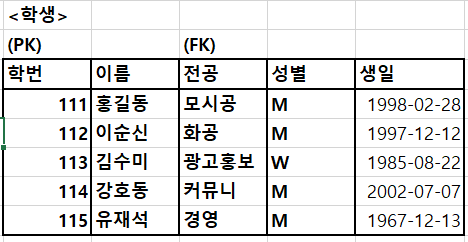 <학생>
(PK) (FK)
학번 이름 전공 성별 생일
111 홍길동 모시공 M 1998-02-28
112 이순신 화공 M 1997-12-12
113 김수미 광고홍보 W 1985-08-22
114 강호동 커뮤니 M 2002-07-07
115 유재석 경영 M 1967-12-13